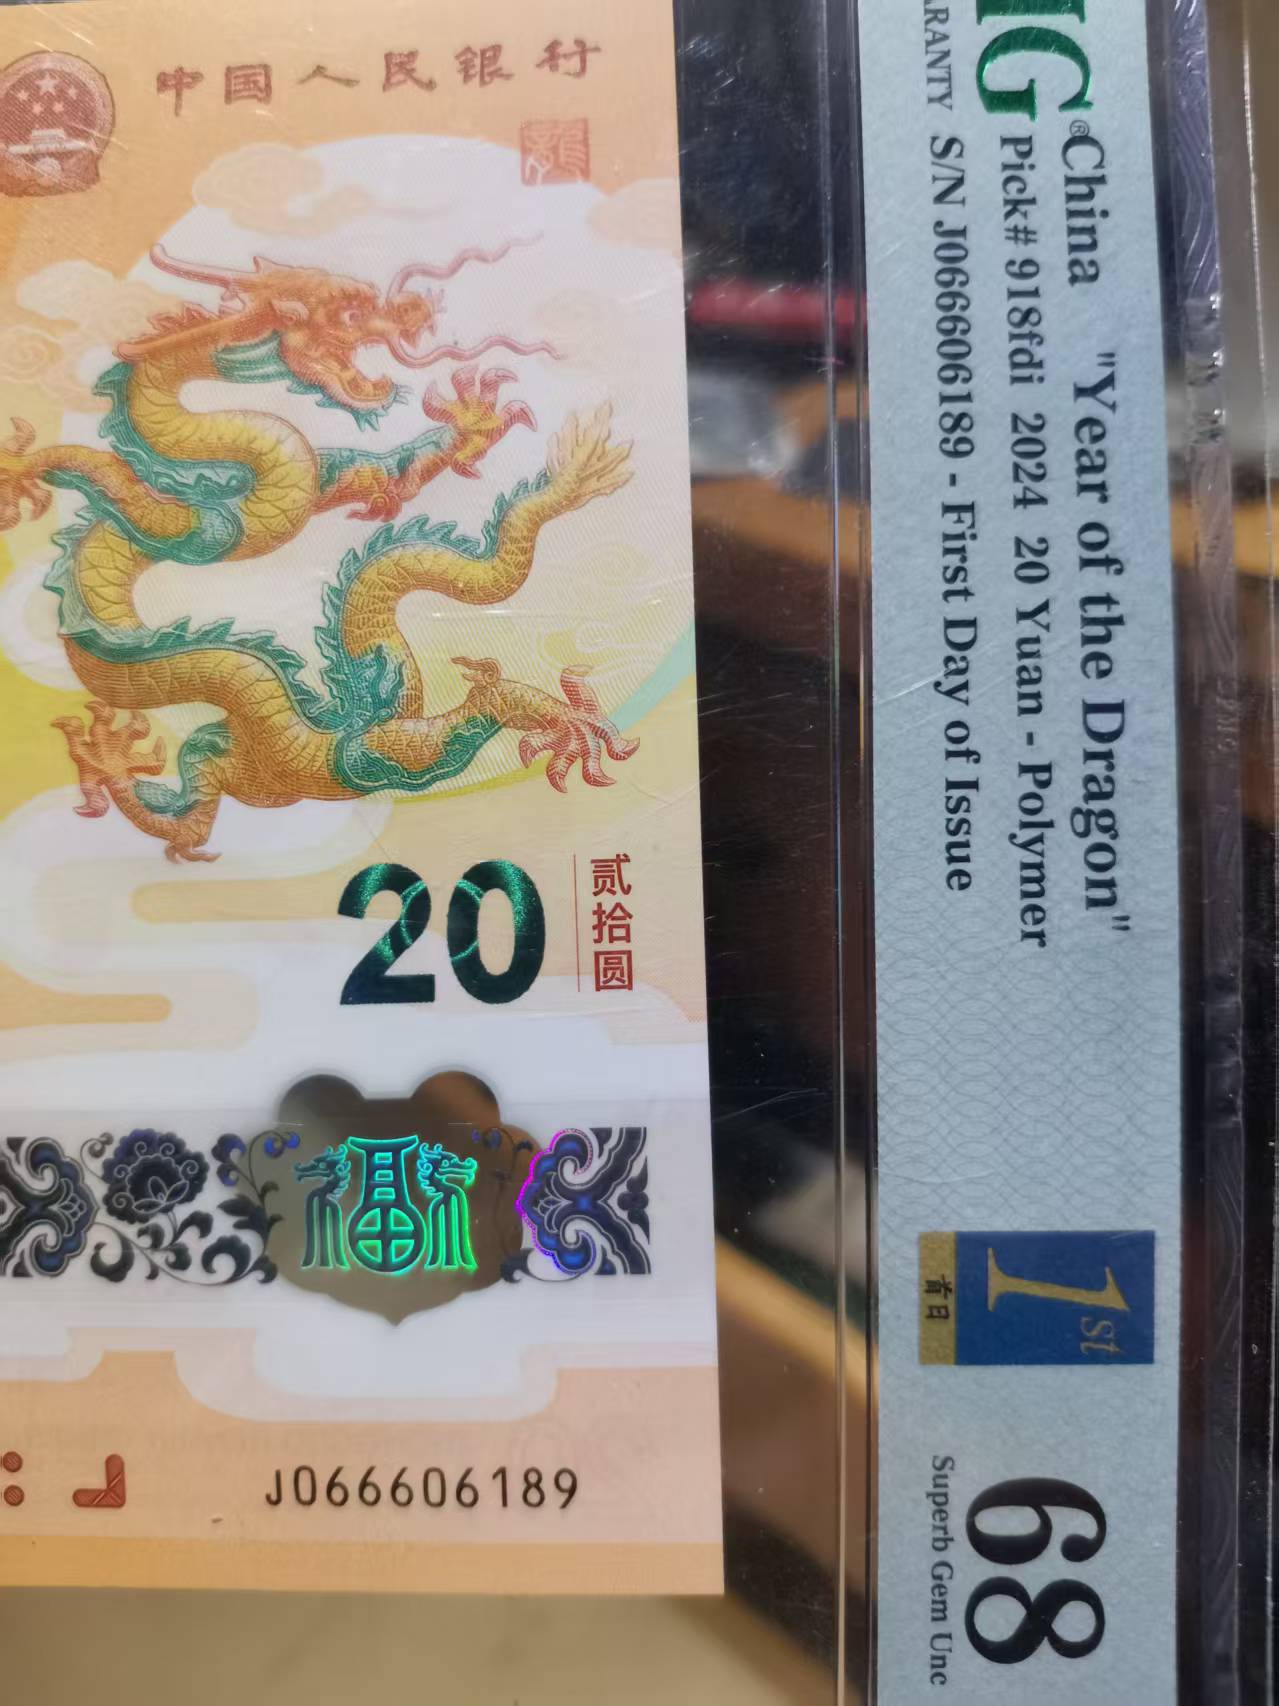 中国人民银行
龍
20
贰拾圆
J066606189
China "Year of the Dragon"
Pick# 918fdi 2024 20 Yuan - Polymer
S/N J066606189 - First Day of Issue
1st
首日
68
Superb Gem Unc